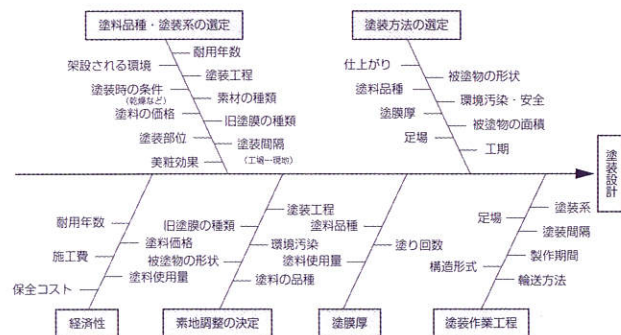 塗料品種・塗装系の選定
耐用年数
架設される環境
塗装工程
塗装時の条件
(乾燥など)
素材の種類
塗料の価格
旧塗膜の種類
塗装部位
塗装間隔
(工場ー現地)
美粧効果
塗装方法の選定
仕上がり
被塗物の形状
塗料品種
環境汚染・安全
塗膜厚
被塗物の面積
足場
工期
塗装設計
耐用年数
塗料価格
施工費
塗料使用量
保全コスト
経済性
塗装工程
旧塗膜の種類
環境汚染
被塗物の形状
塗料の品種
素地調整の決定
塗料品種
塗り回数
塗料使用量
塗膜厚
塗装系
足場
塗装間隔
製作期間
構造形式
輪送方法
塗装作業工程